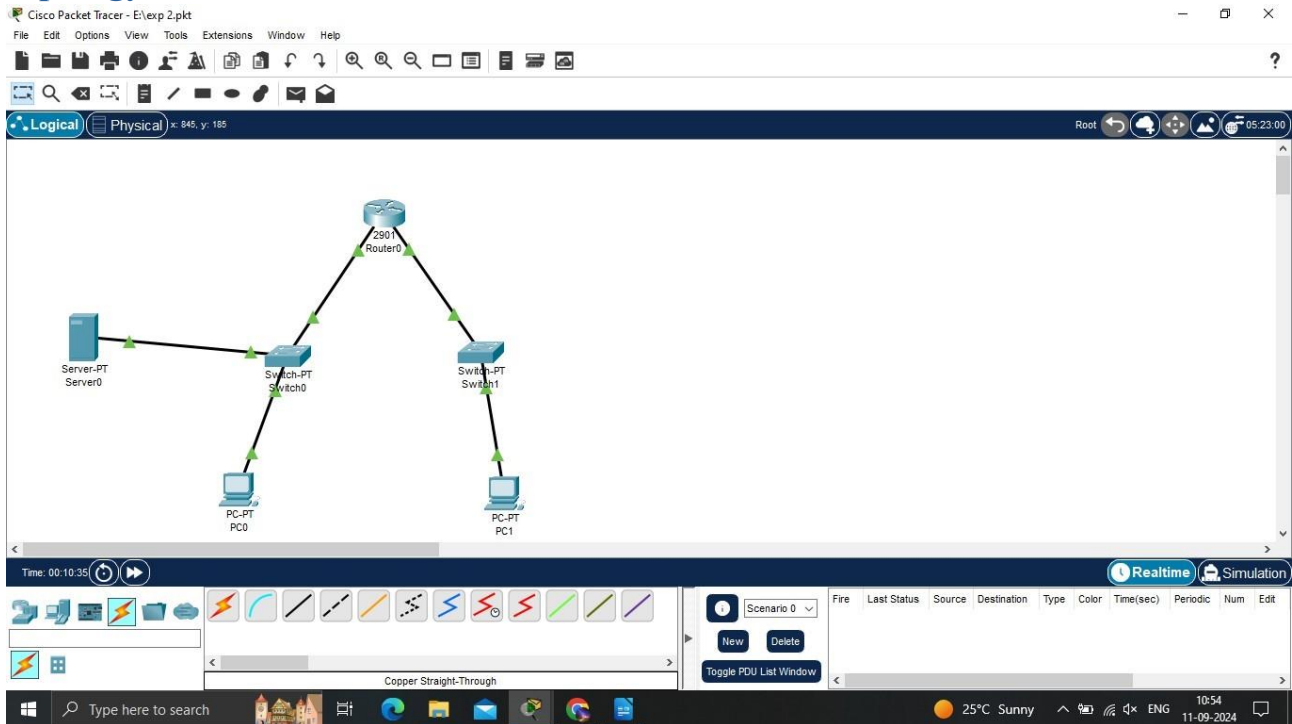 Cisco Packet Tracer - E:\exp 2.pkt
File Edit Options View Tools Extensions Window Help
?
Logical Physical x: 845, y: 185 Root 05:23:00
2901
Router0
Server-PT
Server0
Switch-PT
Switch0
Switch-PT
Switch1
PC-PT
PC0
PC-PT
PC1
Time: 00:10:35 Realtime Simulation
Scenario 0
Fire Last Status Source Destination Type Color Time(sec) Periodic Num Edit
New Delete
Toggle PDU List Window
Copper Straight-Through
Type here to search
25°C Sunny
ENG
10:54
11-09-2024